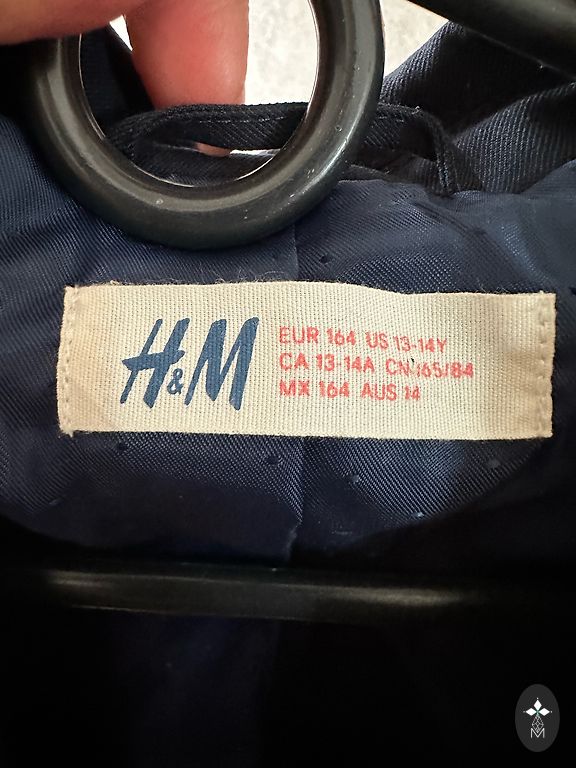 H&M
EUR 164 US 13-14Y
CA 13-14A CN 165/84
MX 164 AUS 14
M